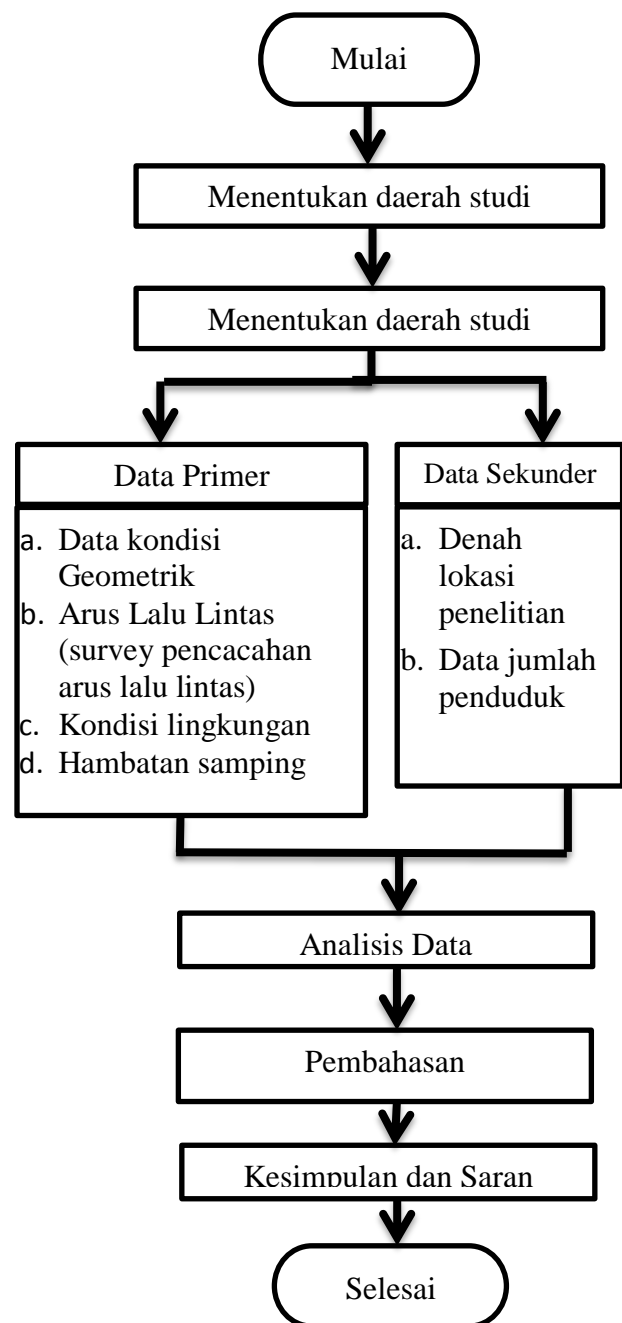 Mulai
Menentukan daerah studi
Menentukan daerah studi
Data Primer
a. Data kondisi
Geometrik
b. Arus Lalu Lintas
(survey pencacahan
arus lalu lintas)
c. Kondisi lingkungan
d. Hambatan samping
Data Sekunder
a. Denah
lokasi
penelitian
b. Data jumlah
penduduk
Analisis Data
Pembahasan
Kesimpulan dan Saran
Selesai